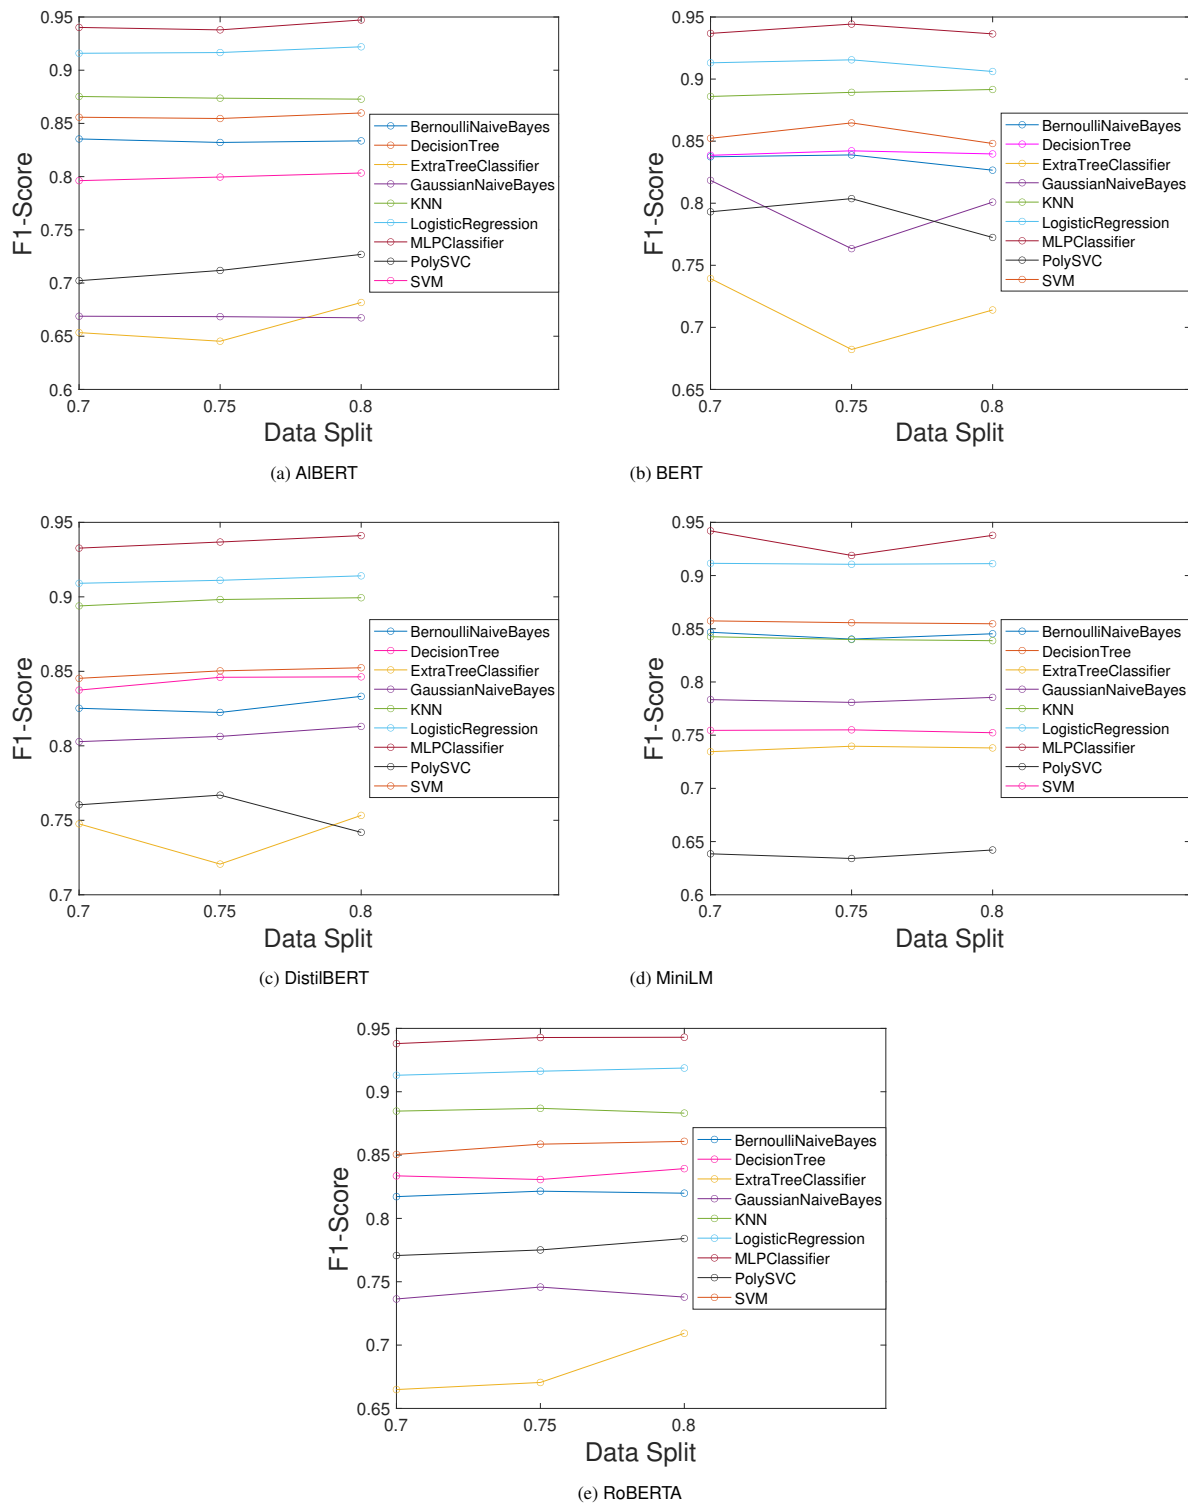 0.95
0.9
0.85
0.8
0.75
0.7
0.65
0.6
F1-Score
0.7 0.75 0.8
Data Split
BernoulliNaiveBayes
DecisionTree
ExtraTreeClassifier
GaussianNaiveBayes
KNN
LogisticRegression
MLPClassifier
PolySVC
SVM
(a) AlBERT
0.95
0.9
0.85
0.8
0.75
0.7
0.65
F1-Score
0.7 0.75 0.8
Data Split
BernoulliNaiveBayes
DecisionTree
ExtraTreeClassifier
GaussianNaiveBayes
KNN
LogisticRegression
MLPClassifier
PolySVC
SVM
(b) BERT
0.95
0.9
0.85
0.8
0.75
0.7
F1-Score
0.7 0.75 0.8
Data Split
BernoulliNaiveBayes
DecisionTree
ExtraTreeClassifier
GaussianNaiveBayes
KNN
LogisticRegression
MLPClassifier
PolySVC
SVM
(c) DistilBERT
0.95
0.9
0.85
0.8
0.75
0.7
0.65
0.6
F1-Score
0.7 0.75 0.8
Data Split
BernoulliNaiveBayes
DecisionTree
ExtraTreeClassifier
GaussianNaiveBayes
KNN
LogisticRegression
MLPClassifier
PolySVC
SVM
(d) MiniLM
0.95
0.9
0.85
0.8
0.75
0.7
0.65
F1-Score
0.7 0.75 0.8
Data Split
BernoulliNaiveBayes
DecisionTree
ExtraTreeClassifier
GaussianNaiveBayes
KNN
LogisticRegression
MLPClassifier
PolySVC
SVM
(e) RoBERTA